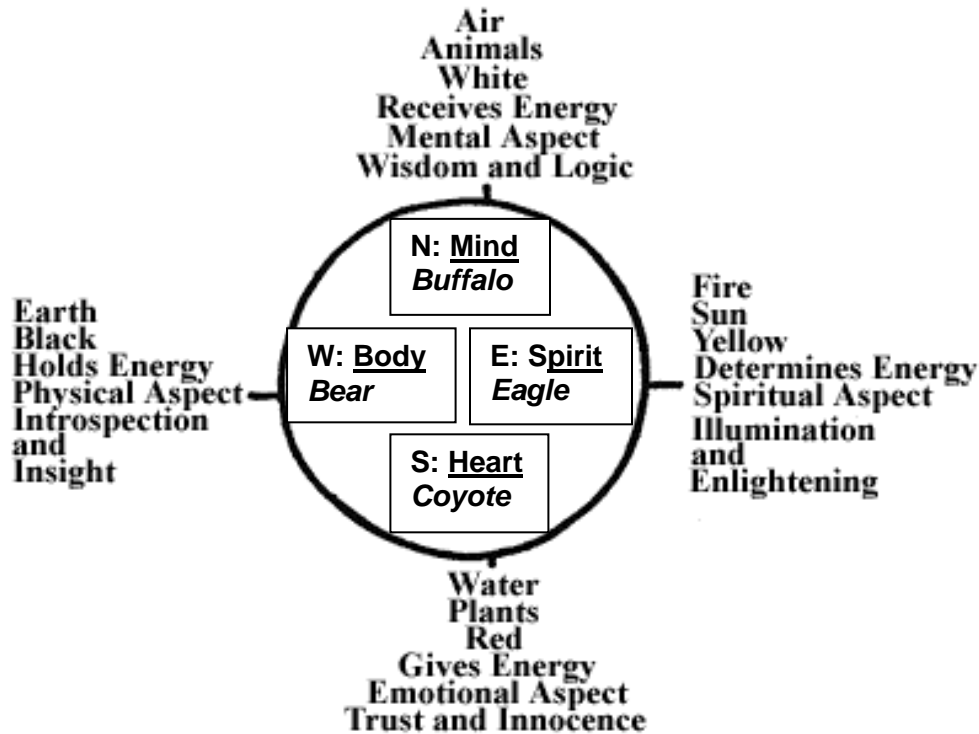 Air
Animals
White
Receives Energy
Mental Aspect
Wisdom and Logic
N: Mind
Buffalo
Earth
Black
Holds Energy
Physical Aspect
Introspection
and
Insight
W: Body
Bear
E: Spirit
Eagle
Fire
Sun
Yellow
Determines Energy
Spiritual Aspect
Illumination
and
Enlightening
S: Heart
Coyote
Water
Plants
Red
Gives Energy
Emotional Aspect
Trust and Innocence